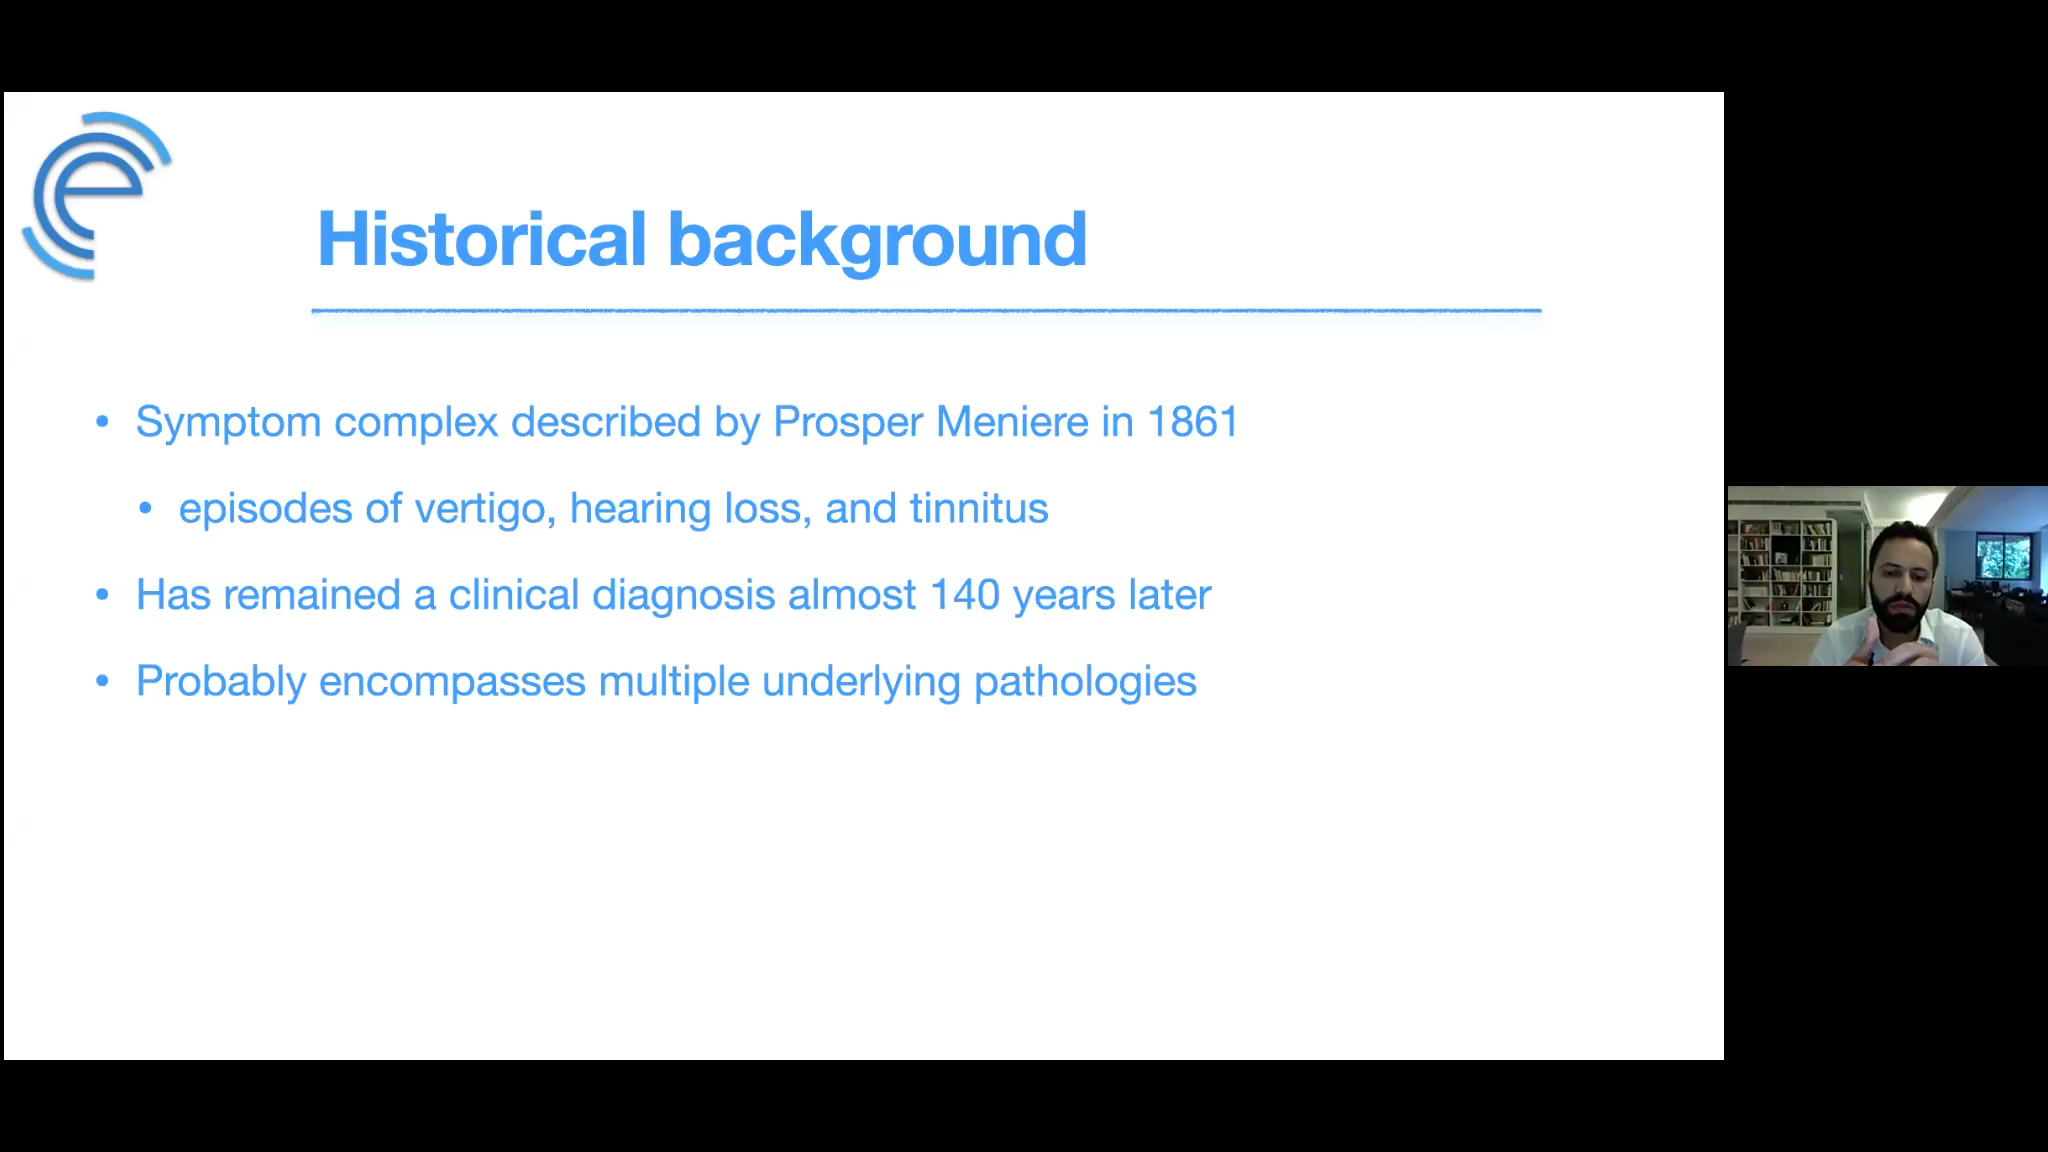 Historical background
• Symptom complex described by Prosper Meniere in 1861
• episodes of vertigo, hearing loss, and tinnitus
• Has remained a clinical diagnosis almost 140 years later
• Probably encompasses multiple underlying pathologies